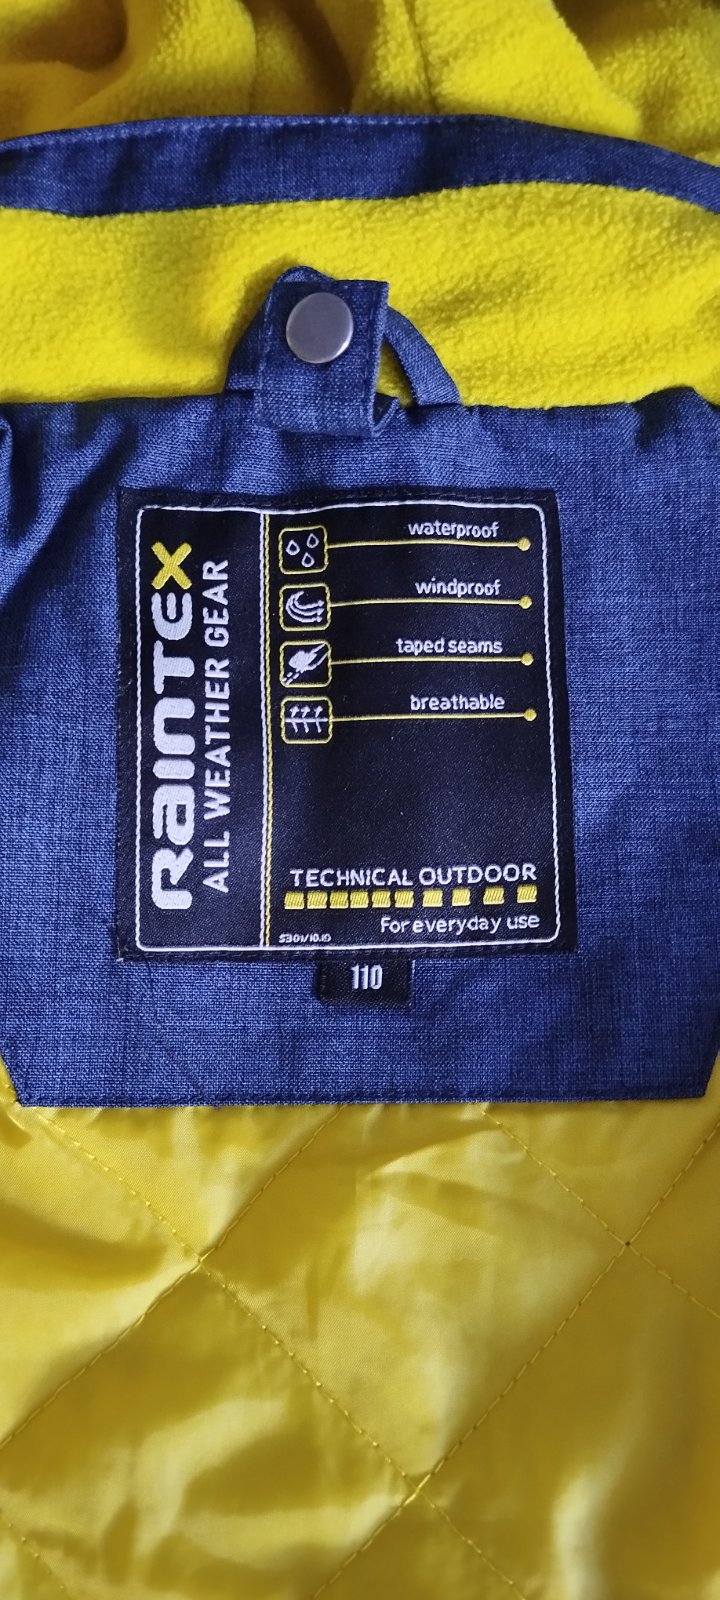 RAINTEX
ALL WEATHER GEAR
waterproof
windproof
taped seams
breathable
TECHNICAL OUTDOOR
For everyday use
110